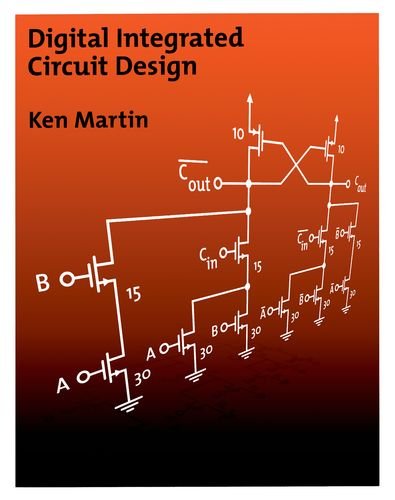 Digital Integrated
Circuit Design
Ken Martin
10
10
C̅out
Cout
Cin
15
C̅in
15
B̅
15
B
15
A
30
A
30
B
30
A̅
30
B̅
30
A̅
30